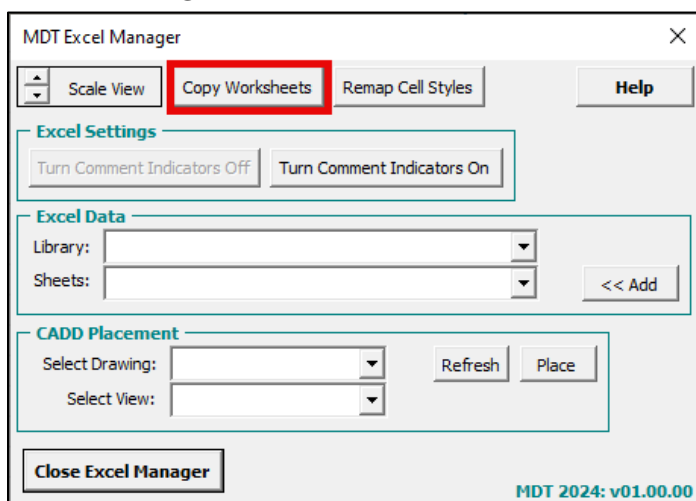 MDT Excel Manager
Scale View Copy Worksheets Remap Cell Styles Help
Excel Settings
Turn Comment Indicators Off Turn Comment Indicators On
Excel Data
Library:
Sheets: << Add
CADD Placement
Select Drawing: Refresh Place
Select View:
Close Excel Manager
MDT 2024: v01.00.00